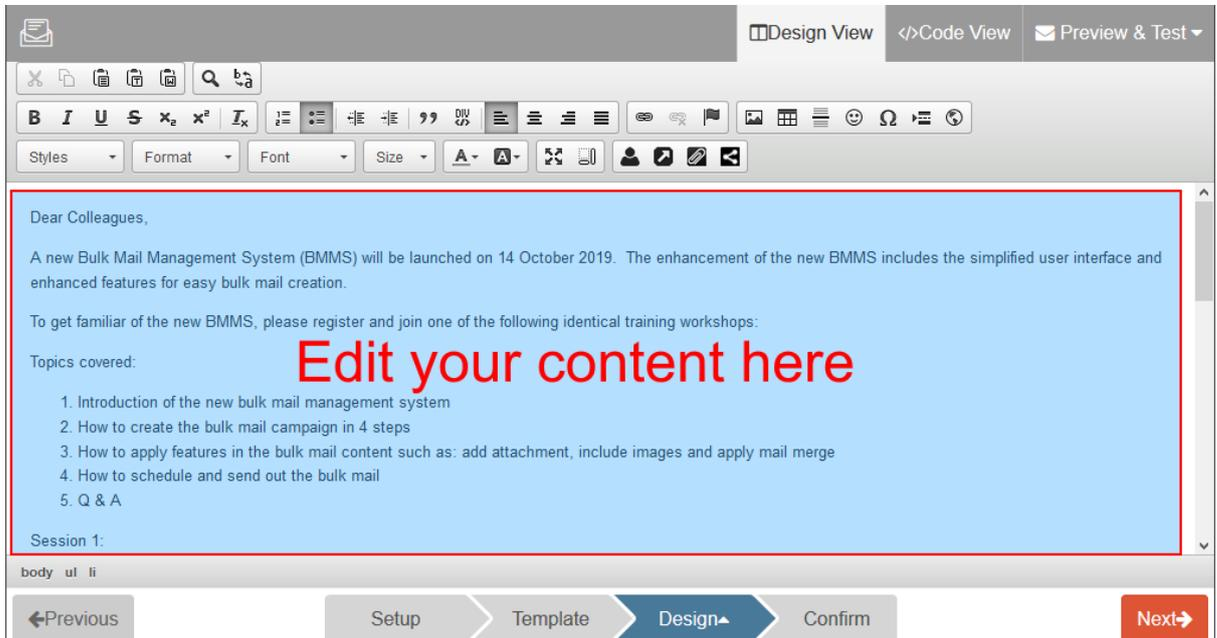 Design View
</>Code View
Preview & Test
B I U S x₂ x² Iₓ
DIV
Ω
Styles
Format
Font
Size
A
A
Dear Colleagues,
A new Bulk Mail Management System (BMMS) will be launched on 14 October 2019. The enhancement of the new BMMS includes the simplified user interface and
enhanced features for easy bulk mail creation.
To get familiar of the new BMMS, please register and join one of the following identical training workshops:
Edit your content here
Topics covered:
1. Introduction of the new bulk mail management system
2. How to create the bulk mail campaign in 4 steps
3. How to apply features in the bulk mail content such as: add attachment, include images and apply mail merge
4. How to schedule and send out the bulk mail
5. Q & A
Session 1:
body ul li
Previous
Setup
Template
Design
Confirm
Next